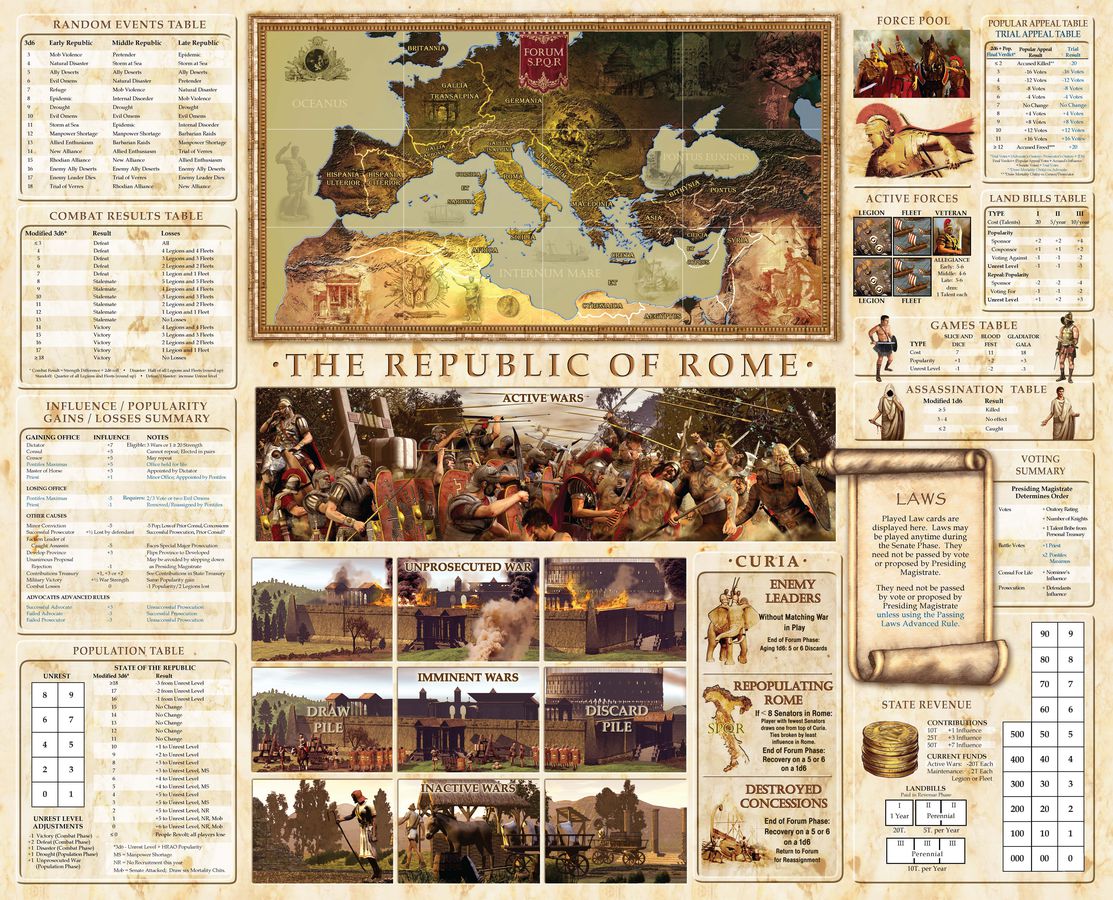 RANDOM EVENTS TABLE
3d6 Early Republic Middle Republic Late Republic
3 Mob Violence Pretender Epidemic
4 Natural Disaster Storm at Sea Storm at Sea
5 Ally Deserts Ally Deserts Ally Deserts
6 Evil Omens Natural Disaster Pretender
7 Refuge Mob Violence Natural Disaster
8 Epidemic Internal Disorder Mob Violence
9 Drought Drought Drought
10 Evil Omens Evil Omens Evil Omens
11 Storm at Sea Epidemic Internal Disorder
12 Manpower Shortage Manpower Shortage Barbarian Raids
13 Allied Enthusiasm Barbarian Raids Manpower Shortage
14 New Alliance Allied Enthusiasm Trial of Verres
15 Rhodian Alliance New Alliance Allied Enthusiasm
16 Enemy Ally Deserts Enemy Ally Deserts Enemy Ally Deserts
17 Enemy Leader Dies Trial of Verres Enemy Leader Dies
18 Trial of Verres Rhodian Alliance New Alliance
COMBAT RESULTS TABLE
Modified 3d6* Result Losses
≤ 3 Defeat All
4 Defeat 4 Legions and 4 Fleets
5 Defeat 3 Legions and 3 Fleets
6 Defeat 2 Legions and 2 Fleets
7 Defeat 1 Legion and 1 Fleet
8 Stalemate 5 Legions and 5 Fleets
9 Stalemate 4 Legions and 4 Fleets
10 Stalemate 3 Legions and 3 Fleets
11 Stalemate 2 Legions and 2 Fleets
12 Stalemate 1 Legion and 1 Fleet
13 Stalemate No Losses
14 Victory 4 Legions and 4 Fleets
15 Victory 3 Legions and 3 Fleets
16 Victory 2 Legions and 2 Fleets
17 Victory 1 Legion and 1 Fleet
≥18 Victory No Losses
INFLUENCE / POPULARITY
GAINS / LOSSES SUMMARY
GAINING OFFICE INFLUENCE NOTES
Dictator +7 Eligible: 3 Wars or 1 ≥ 20 Strength
Consul +5 Cannot repeat; Elected in pairs
Censor +5 May repeat
Pontifex Maximus +5 Office held for life
Master of Horse +3 Appointed by Dictator
Priest +1 Minor Office; Appointed by Pontifex
LOSING OFFICE
Pontifex Maximus -5 Requires: 2/3 Vote or two Evil Omens
Priest -1 Removed/Reassigned by Pontifex
OTHER CAUSES
Minor Conviction -5 -5 Pop; Loss of Prior Consul, Concessions
Successful Prosecutor +½ Lost by defendant
Faction Leader of
Caught Assassin -5 Faces Special Major Prosecution
Develop Province +3 Flips Province to Developed
Unanimous Proposal May be avoided by stepping down
Rejection -1 as Presiding Magistrate
Contributions Treasury +1, +3 or +7 See Contributions in State Treasury
Military Victory +½ War Strength Same Popularity gain
Combat Losses 0 -1 Popularity/2 Legions lost
ADVOCATES ADVANCED RULES
Successful Advocate Unsuccessful Prosecution
Failed Advocate Successful Prosecution
Failed Prosecutor Unsuccessful Prosecution
POPULATION TABLE
UNREST
8 9
6 7
4 5
2 3
0 1
UNREST LEVEL
ADJUSTMENTS
-1 Victory (Combat Phase)
+2 Defeat (Combat Phase)
+1 Disaster (Combat Phase)
+1 Drought (Population Phase)
+1 Unprosecuted War
(Population Phase)
STATE OF THE REPUBLIC
Modified 3d6* Result
≥18 -3 from Unrest Level
17 -2 from Unrest Level
16 -1 from Unrest Level
15 No Change
14 No Change
13 No Change
12 No Change
11 No Change
10 +1 to Unrest Level
9 +2 to Unrest Level
8 +3 to Unrest Level
7 +3 to Unrest Level, MS
6 +4 to Unrest Level
5 +4 to Unrest Level, MS
4 +5 to Unrest Level
3 +5 to Unrest Level, MS
2 +5 to Unrest Level, NR
1 +5 to Unrest Level, NR, Mob
0 +6 to Unrest Level, NR, Mob
≤ 0 People Revolt; all players lose
*3d6 - Unrest Level + HRAO Popularity
MS = Manpower Shortage
NR = No Recruitment this year
Mob = Senate Attacked; Draw six Mortality Chits.
FORUM
S.P.Q.R
BRITANNIA
OCEANUS
GALLIA
TRANSALPINA
GERMANIA
HISPANIA
ULTERIOR
HISPANIA
CITERIOR
ROMA
SARDINIA
SICILIA
MACEDONIA
PONTUS EUXINUS
BITHYNIA
PONTUS
ASIA
SYRIA
CRETA
ET
AFRICA
INTERNUM MARE
ET
CYRENAICA
AEGYPTUS
· THE REPUBLIC OF ROME ·
ACTIVE WARS
UNPROSECUTED WAR
IMMINENT WARS
DRAW
PILE
DISCARD
PILE
INACTIVE WARS
· CURIA ·
ENEMY
LEADERS
Without Matching War
in Play
End of Forum Phase:
Aging 1d6: 5 or 6 Discards
REPOPULATING
ROME
SPQR
If < 8 Senators in Rome:
Player with fewest Senators
draws one from top of Curia.
Ties broken by least
influence in Rome.
End of Forum Phase:
Recovery on a 5 or 6
on a 1d6
DESTROYED
CONCESSIONS
End of Forum Phase:
Recovery on a 5 or 6
on a 1d6
Return to Forum
for Reassignment
FORCE POOL
ACTIVE FORCES
LEGION FLEET VETERAN
ALLEGIANCE
Early: 5-6
Middle: 4-6
Late: 3-6
drm:
1 Talent each
LEGION FLEET
POPULAR APPEAL TABLE
TRIAL APPEAL TABLE
2d6 + Pop. Popular Appeal Trial
Final Verdict* Result Result
≤ 2 Accused Killed** -20
3 -16 Votes -16 Votes
4 -12 Votes -12 Votes
5 -8 Votes -8 Votes
6 -4 Votes -4 Votes
7 No Change No Change
8 +4 Votes +4 Votes
9 +8 Votes +8 Votes
10 +12 Votes +12 Votes
11 +16 Votes +16 Votes
≥ 12 Accused Freed*** +20
LAND BILLS TABLE
TYPE I II III
Cost (Talents) 20 5/year 10/year
Popularity
Sponsor +2 +2 +4
Cosponsor +1 +1 +2
Voting Against -1 -1 -2
Unrest Level -1 -2 -3
Repeal: Popularity
Sponsor -2 -2 -4
Voting For -1 -1 -2
Unrest Level +1 +2 +3
GAMES TABLE
SLICE AND BLOOD GLADIATOR
TYPE DICE FEST GALA
Cost 7 11 18
Popularity +1 +2 +3
Unrest Level -1 -2 -3
ASSASSINATION TABLE
Modified 1d6 Result
≥ 5 Killed
3 - 4 No effect
≤ 2 Caught
LAWS
Played Law cards are
displayed here. Laws may
be played anytime during
the Senate Phase. They
need not be passed by vote
or proposed by Presiding
Magistrate.
They need not be passed
by vote or proposed by
Presiding Magistrate
unless using the Passing
Laws Advanced Rule.
VOTING
SUMMARY
Presiding Magistrate
Determines Order
Votes • Oratory Rating
• Number of Knights
• 1 Talent Bribe from
Personal Treasury
Battle Votes +1 Priest
+2 Pontifex
Maximus
Consul For Life + Nominee's
Influence
Prosecution + Defendants
Influence
STATE REVENUE
CONTRIBUTIONS
10T +1 Influence
25T +3 Influence
50T +7 Influence
CURRENT FUNDS
Active Wars: -20T Each
Maintenance: 2T Each
Legion or Fleet
LANDBILLS
Paid in Revenue Phase
I II II
1 Year Perennial
20T. 5T. per Year
III III III
Perennial
10T. per Year
90 9
80 8
70 7
60 6
500 50 5
400 40 4
300 30 3
200 20 2
100 10 1
000 00 0